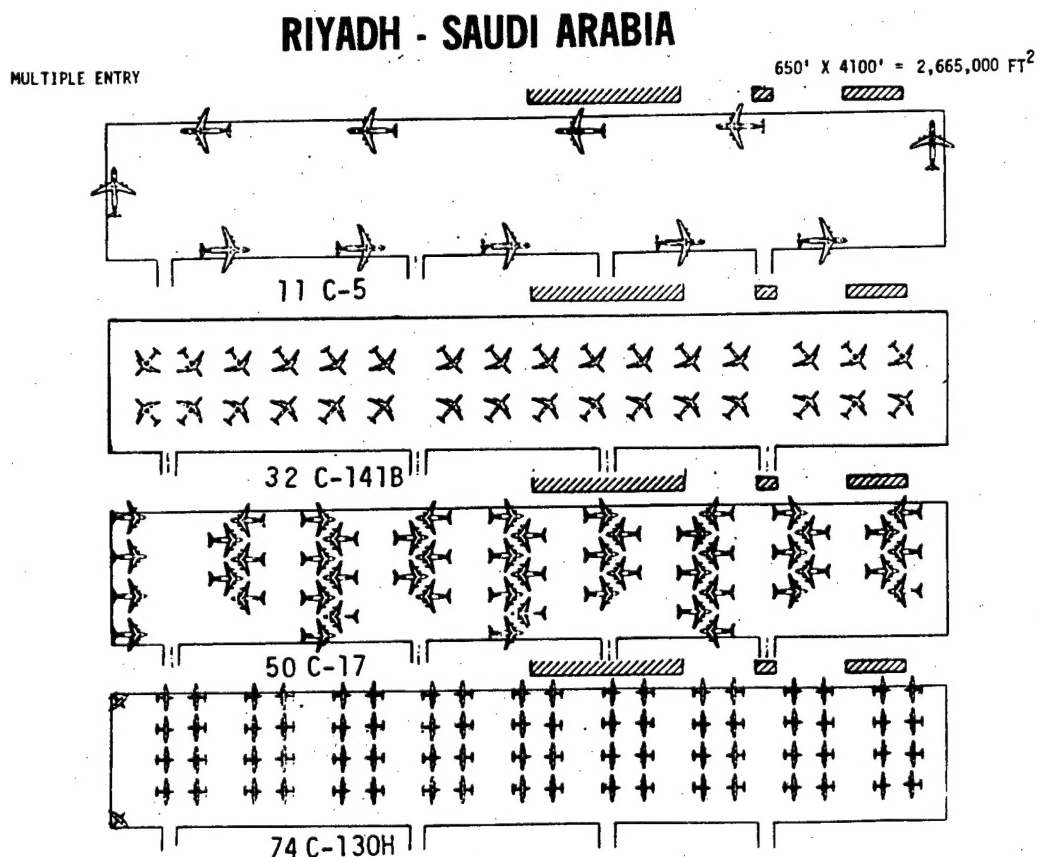 RIYADH - SAUDI ARABIA
MULTIPLE ENTRY
650' X 4100' = 2,665,000 FT²
11 C-5
32 C-141B
50 C-17
74 C-130H